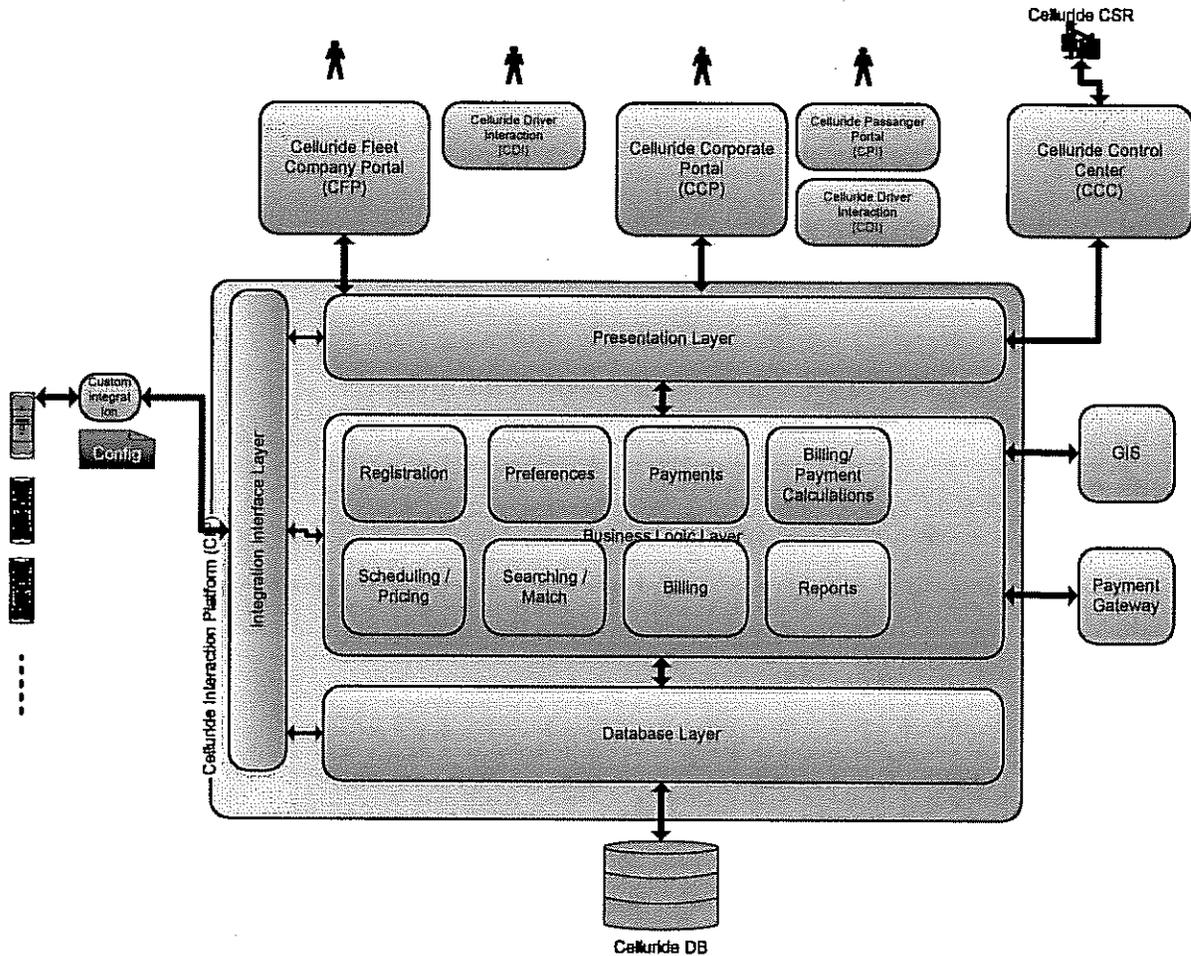 Celluride CSR
Celluride Fleet
Company Portal
(CFP)
Celluride Driver
Interaction
[CDI]
Celluride Corporate
Portal
(CCP)
Celluride Passanger
Portal
[CPI]
Celluride Driver
Interaction
[CDI]
Celluride Control
Center
(CCC)
Presentation Layer
Custom
integrat
ion
Config
Celluride Interaction Platform
Integration Interface Layer
Registration
Preferences
Payments
Billing/
Payment
Calculations
Business Logic Layer
Scheduling /
Pricing
Searching /
Match
Billing
Reports
GIS
Payment
Gateway
Database Layer
Celluride DB